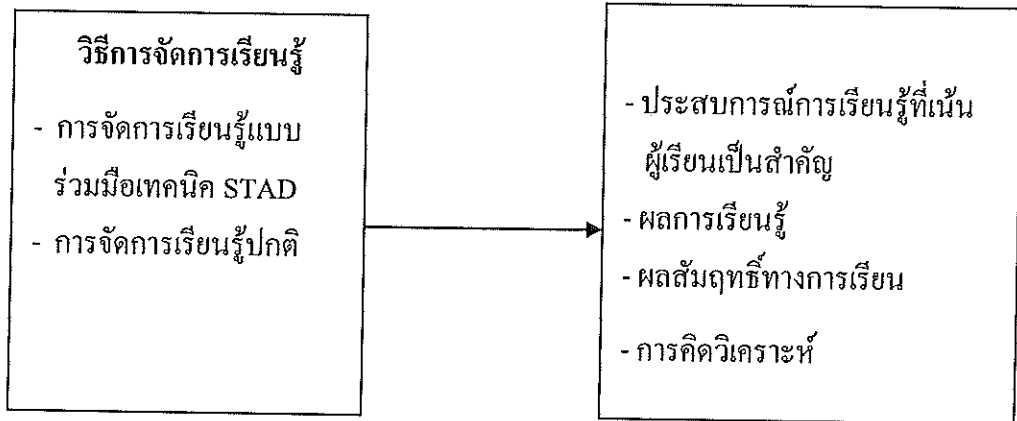 วิธีการจัดการเรียนรู้
- การจัดการเรียนรู้แบบ
ร่วมมือเทคนิค STAD
- การจัดการเรียนรู้ปกติ
- ประสบการณ์การเรียนรู้ที่เน้น
ผู้เรียนเป็นสำคัญ
- ผลการเรียนรู้
- ผลสัมฤทธิ์ทางการเรียน
- การคิดวิเคราะห์